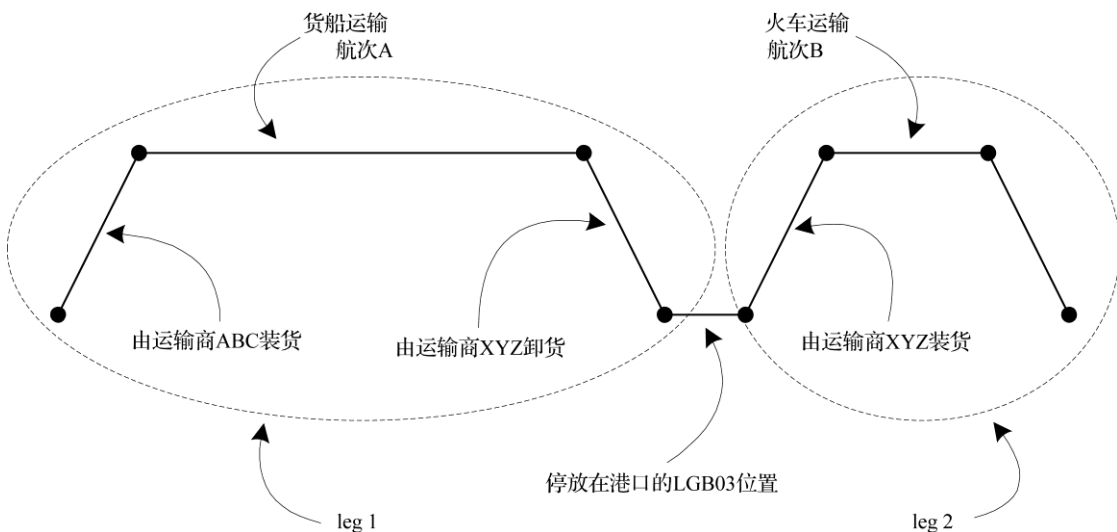 货船运输
航次A
火车运输
航次B
由运输商ABC装货
由运输商XYZ卸货
由运输商XYZ装货
停放在港口的LGB03位置
leg 1
leg 2